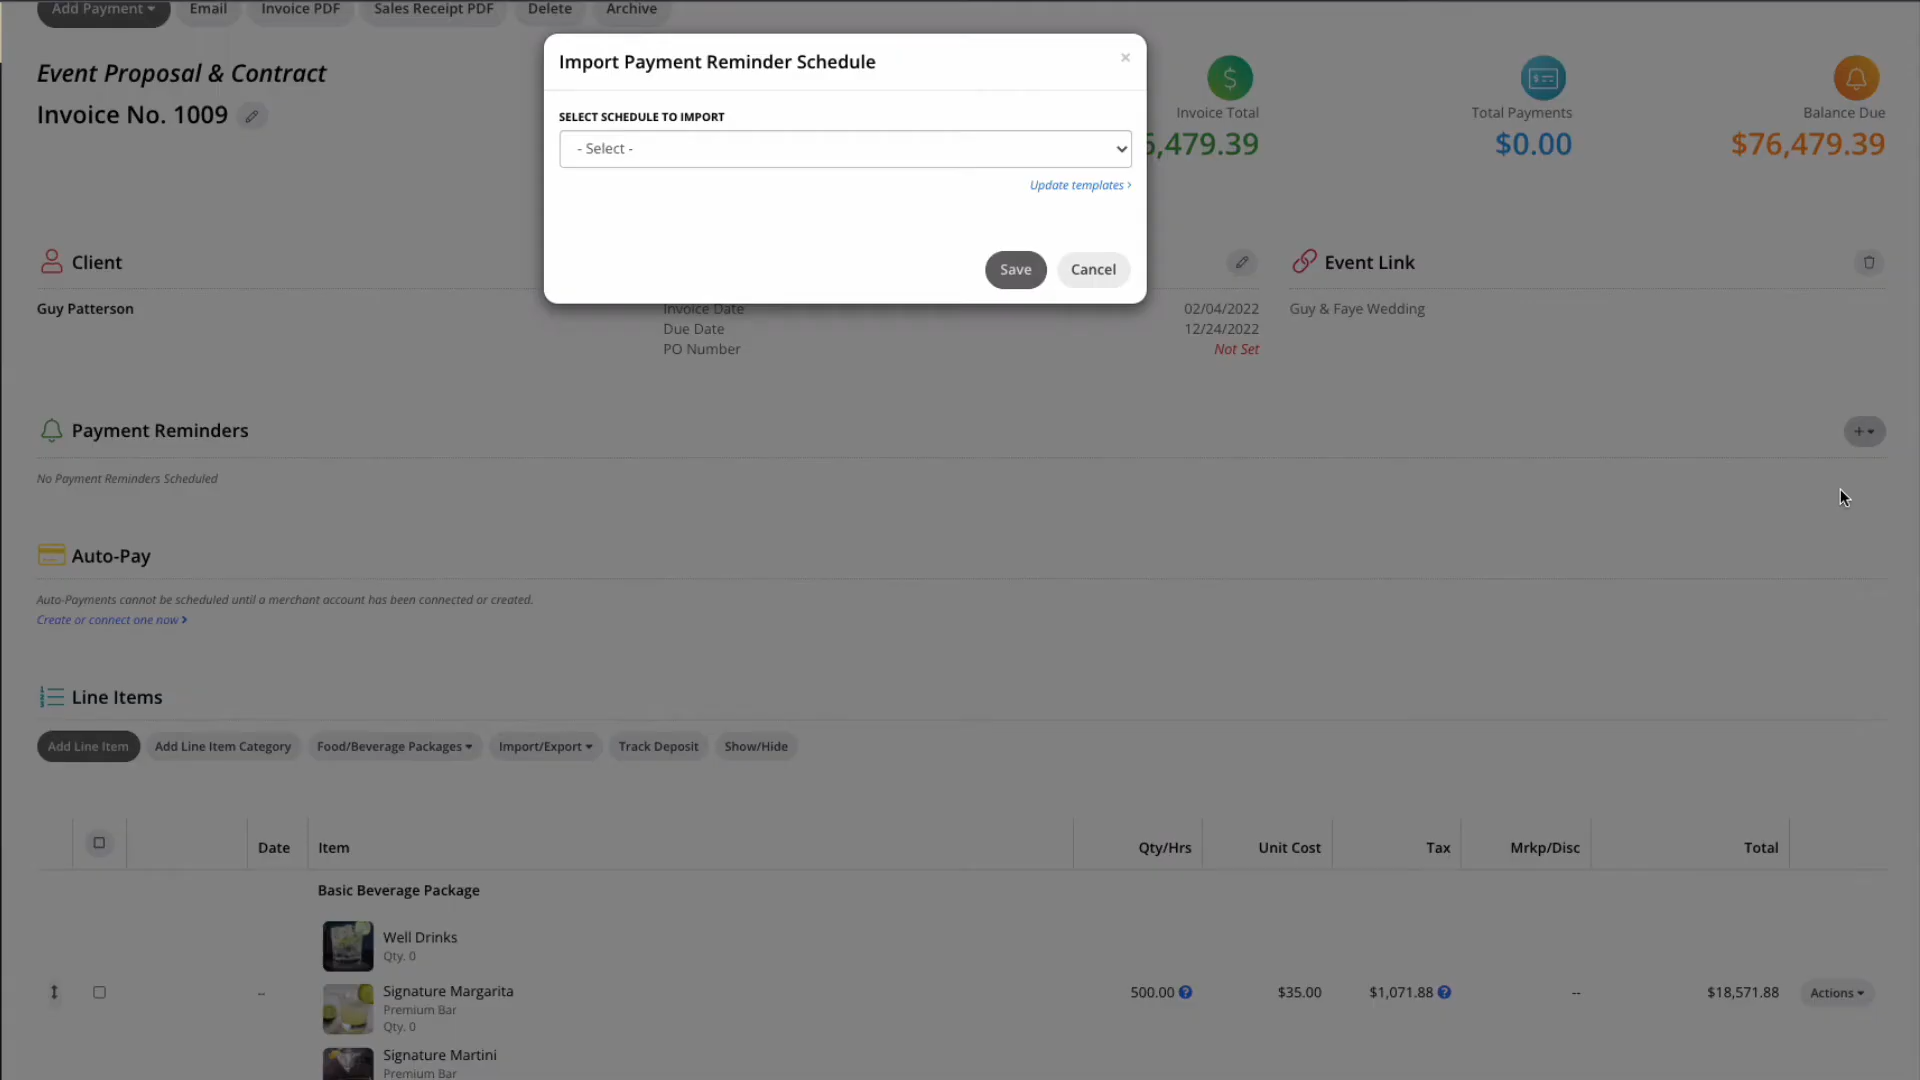 Add Payment
Email
Invoice PDF
Sales Receipt PDF
Delete
Archive
Import Payment Reminder Schedule
×
SELECT SCHEDULE TO IMPORT
- Select -
Update templates ›
Save
Cancel
Event Proposal & Contract
Invoice No. 1009
Invoice Total
5,479.39
Total Payments
$0.00
Balance Due
$76,479.39
Client
Guy Patterson
Invoice Date 02/04/2022
Due Date 12/24/2022
PO Number Not Set
Event Link
Guy & Faye Wedding
Payment Reminders
+
No Payment Reminders Scheduled
Auto-Pay
Auto-Payments cannot be scheduled until a merchant account has been connected or created.
Create or connect one now >
Line Items
Add Line Item
Add Line Item Category
Food/Beverage Packages
Import/Export
Track Deposit
Show/Hide
Date Item Qty/Hrs Unit Cost Tax Mrkp/Disc Total
Basic Beverage Package
Well Drinks
Qty. 0
Signature Margarita
Premium Bar
Qty. 0
-- 500.00 ? $35.00 $1,071.88 ? -- $18,571.88 Actions
Signature Martini
Premium Bar